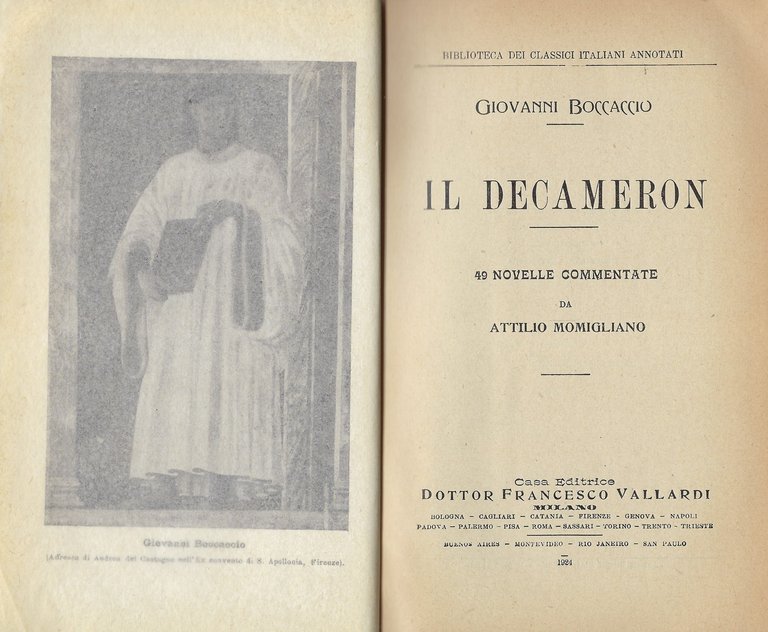 Giovanni Boccaccio
(Affresco di Andrea del Castagno nell'Ex convento di S. Apollonia, Firenze).
BIBLIOTECA DEI CLASSICI ITALIANI ANNOTATI
GIOVANNI BOCCACCIO
IL DECAMERON
49 NOVELLE COMMENTATE
DA
ATTILIO MOMIGLIANO
Casa Editrice
DOTTOR FRANCESCO VALLARDI
MILANO
BOLOGNA – CAGLIARI – CATANIA – FIRENZE – GENOVA – NAPOLI
PADOVA – PALERMO – PISA – ROMA – SASSARI – TORINO – TRENTO – TRIESTE
BUENOS AIRES – MONTEVIDEO – RIO JANEIRO – SAN PAULO
1924